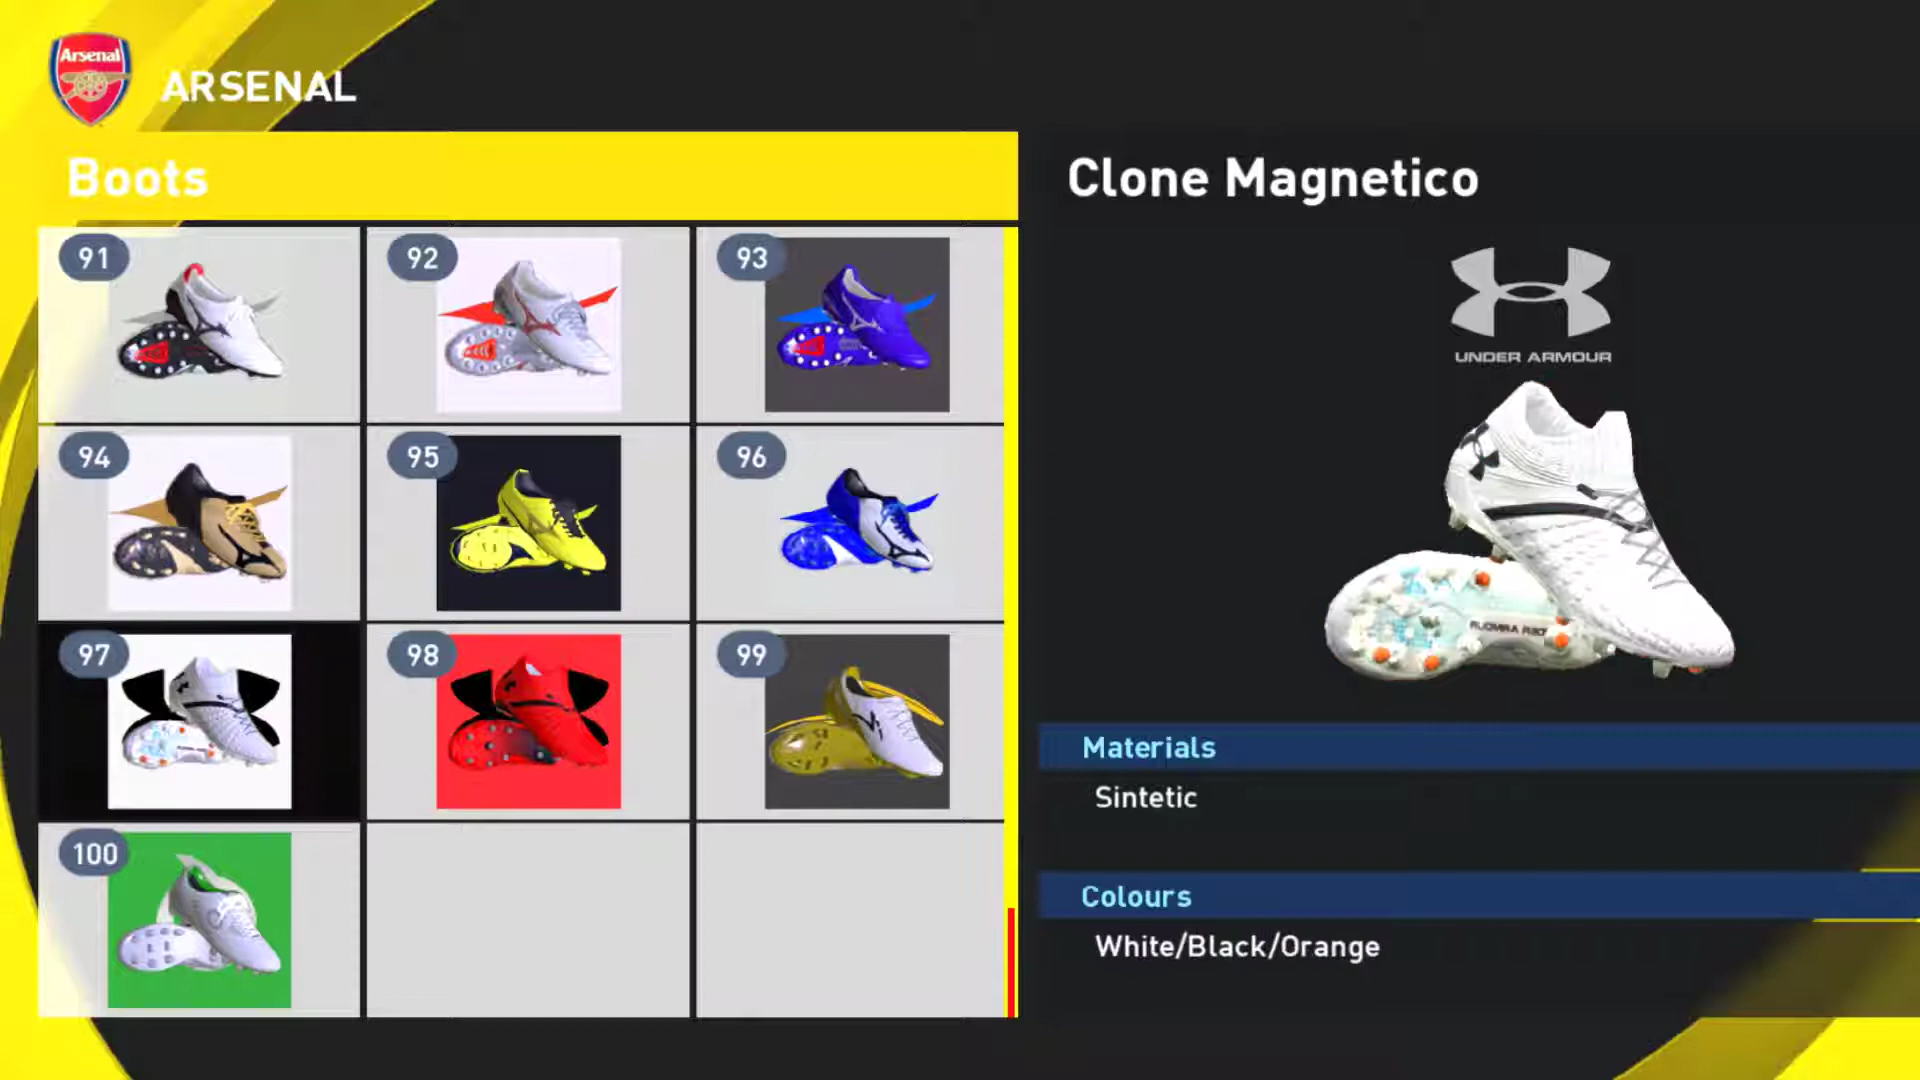 Arsenal
ARSENAL
Boots
Clone Magnetico
91
92
93
UNDER ARMOUR
94
95
96
97
98
99
Materials
Sintetic
100
Colours
White/Black/Orange